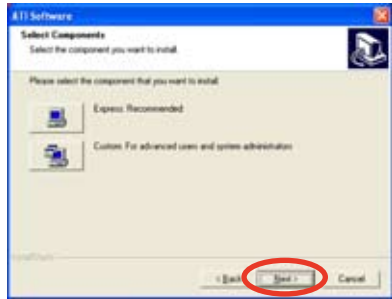 ATI Software
Select Components
Select the component you want to install.
Please select the component that you want to install.
Express: Recommended
Custom: For advanced users and system administrators
< Back
Next >
Cancel